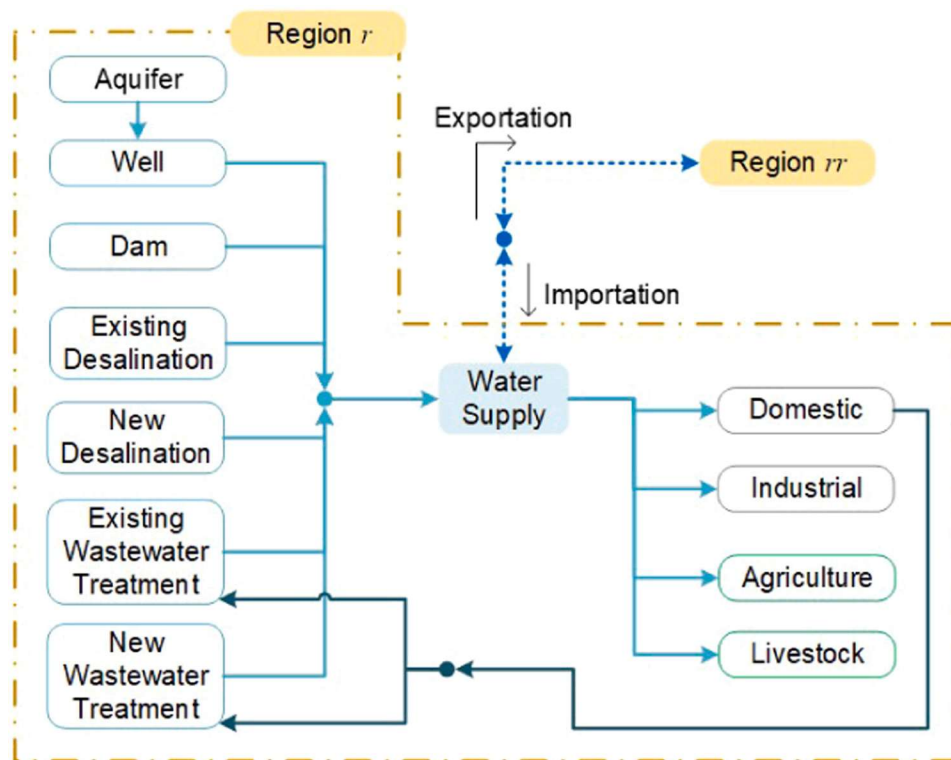 Region r
Aquifer
Well
Dam
Existing
Desalination
New
Desalination
Existing
Wastewater
Treatment
New
Wastewater
Treatment
Exportation
Region rr
Importation
Water
Supply
Domestic
Industrial
Agriculture
Livestock